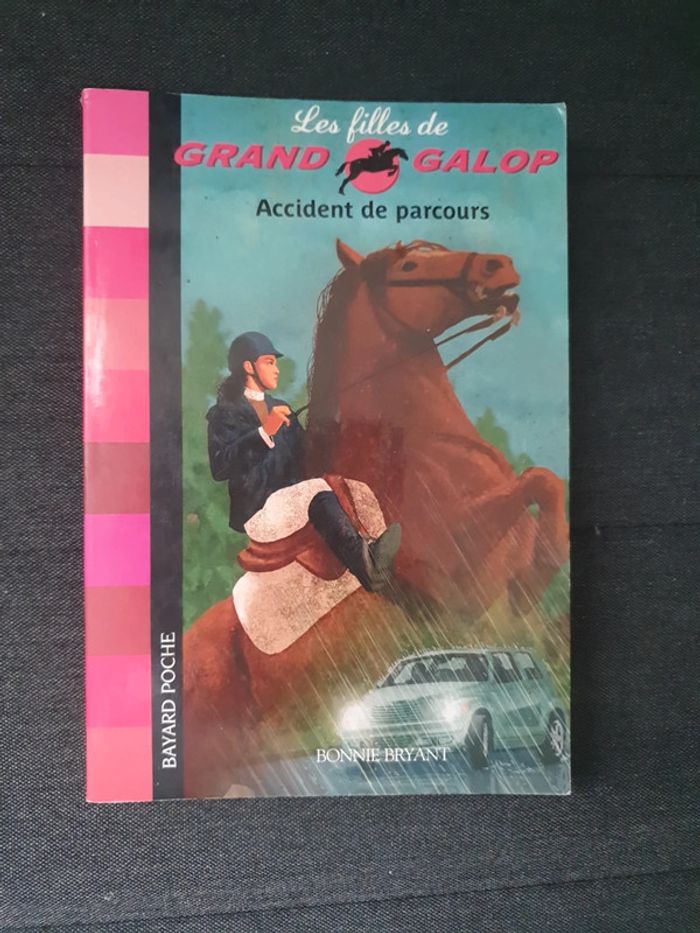 Les filles de
GRAND GALOP
Accident de parcours
BAYARD POCHE
BONNIE BRYANT